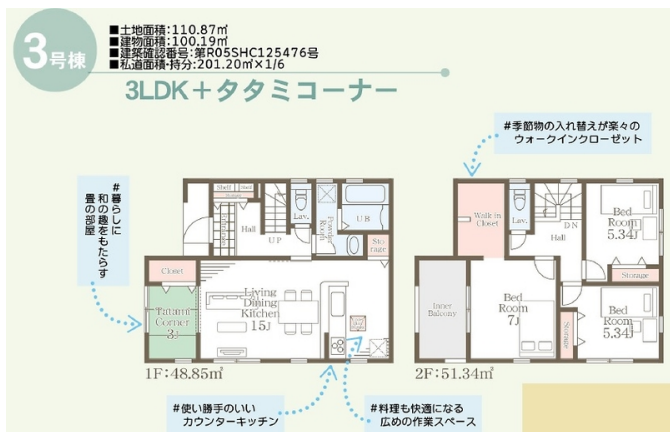 3号棟
■土地面積:110.87㎡
■建物面積:100.19㎡
■建築確認番号:第R05SHC125476号
■私道面積・持分:201.20㎡×1/6
3LDK+タタミコーナー
#季節物の入れ替えが楽々の
ウォークインクローゼット
#暮らしに
和の趣をもたらす
畳の部屋
Shelf
Hall
UP
Lav.
Powder
Room
UB
Sto-
rage
Closet
Tatami
Corner
3J
Living
Dining
Kitchen
15J
1F:48.85㎡
Walk in
Closet
Lav.
DN
Hall
Bed
Room
5.34J
Storage
Inner
Balcony
Bed
Room
7J
Storage
Bed
Room
5.34J
2F:51.34㎡
#使い勝手のいい
カウンターキッチン
#料理も快適になる
広めの作業スペース